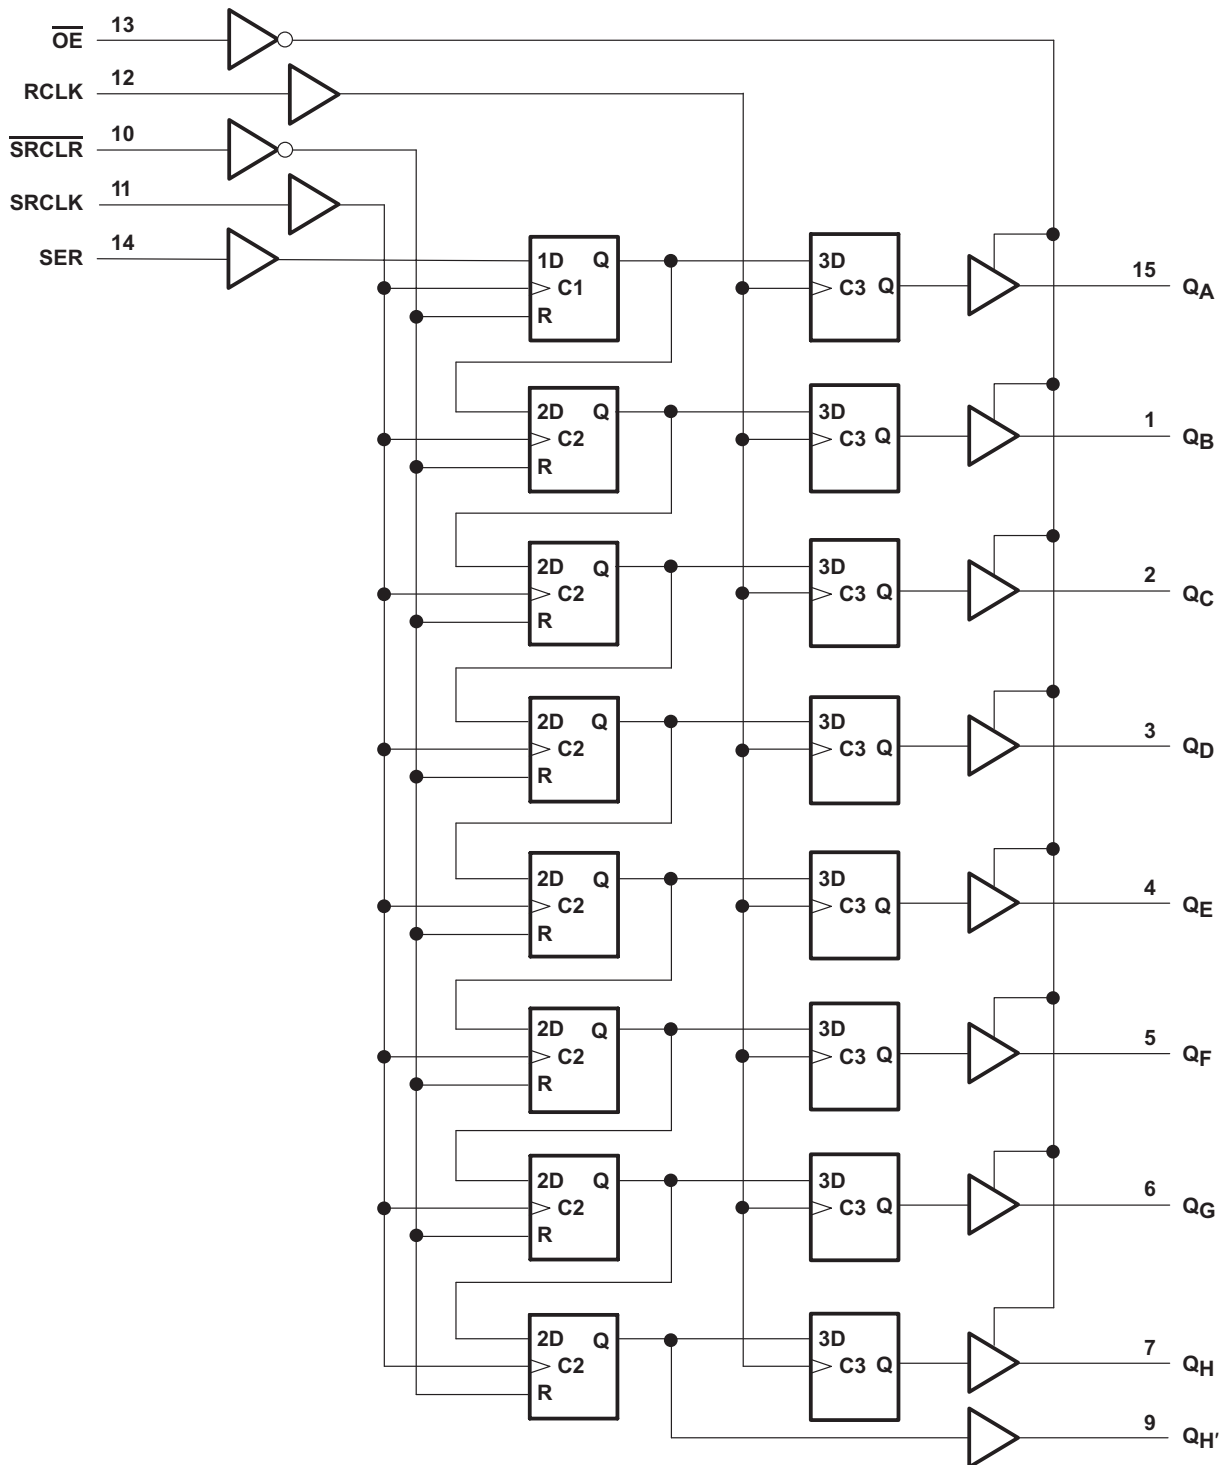 OE 13
RCLK 12
SRCLR 10
SRCLK 11
SER 14
1D Q 3D
C1 C3 Q 15 QA
R
2D Q 3D
C2 C3 Q 1 QB
R
2D Q 3D
C2 C3 Q 2 QC
R
2D Q 3D
C2 C3 Q 3 QD
R
2D Q 3D
C2 C3 Q 4 QE
R
2D Q 3D
C2 C3 Q 5 QF
R
2D Q 3D
C2 C3 Q 6 QG
R
2D Q 3D
C2 C3 Q 7 QH
R
9 QH′